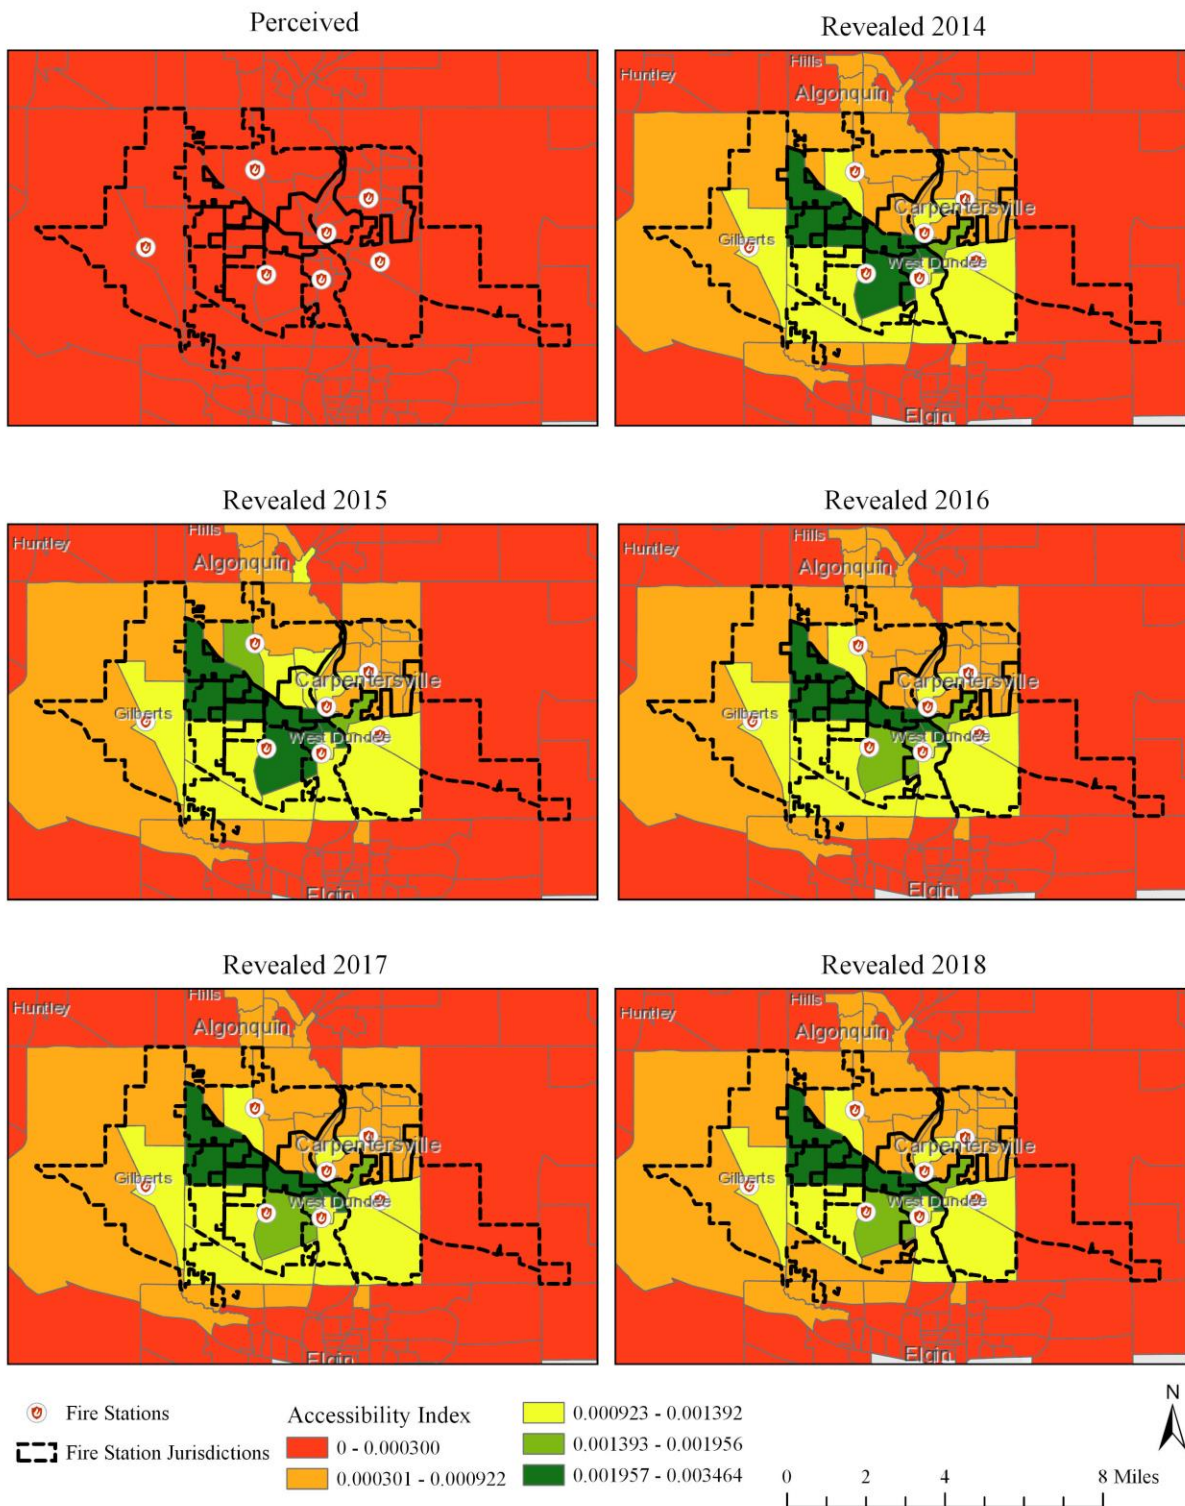 Perceived
Revealed 2014
Huntley
Hills
Algonquin
Carpentersville
Gilberts
West Dundee
Elgin
Revealed 2015
Revealed 2016
Huntley
Hills
Algonquin
Carpentersville
Gilberts
West Dundee
Elgin
Huntley
Hills
Algonquin
Carpentersville
Gilberts
West Dundee
Elgin
Revealed 2017
Revealed 2018
Huntley
Hills
Algonquin
Carpentersville
Gilberts
West Dundee
Elgin
Huntley
Hills
Algonquin
Carpentersville
Gilberts
West Dundee
Elgin
Fire Stations
Fire Station Jurisdictions
Accessibility Index
0 - 0.000300
0.000301 - 0.000922
0.000923 - 0.001392
0.001393 - 0.001956
0.001957 - 0.003464
N
0 2 4 8 Miles